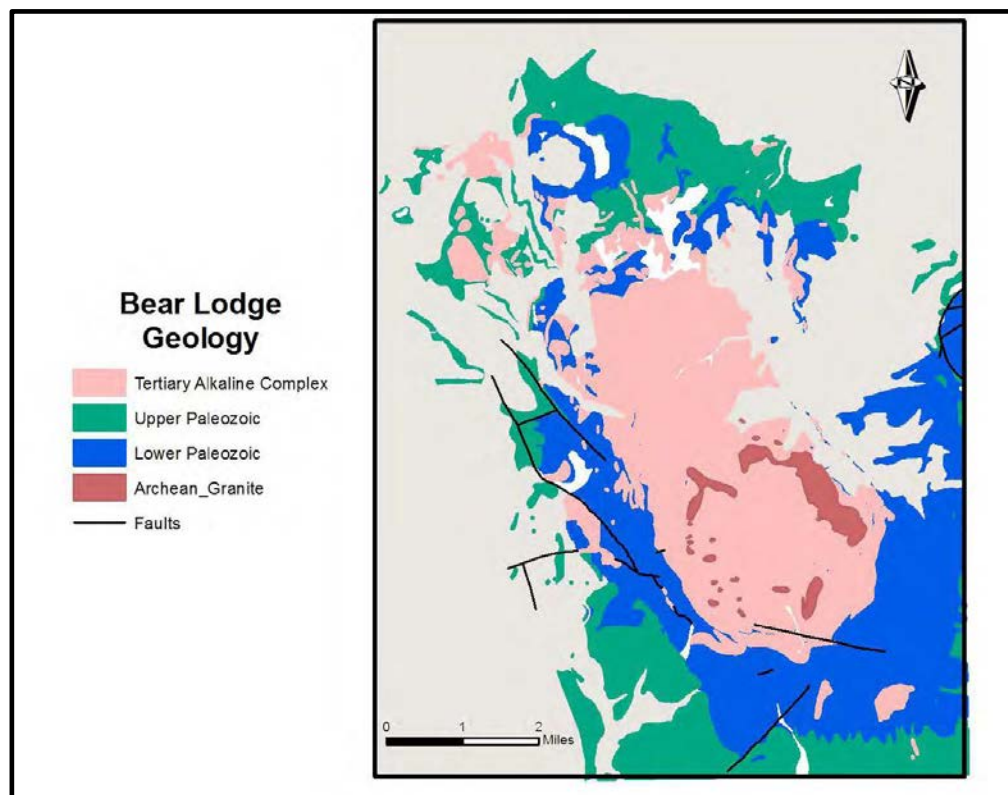 Bear Lodge
Geology
Tertiary Alkaline Complex
Upper Paleozoic
Lower Paleozoic
Archean_Granite
Faults
N
0 1 2
Miles